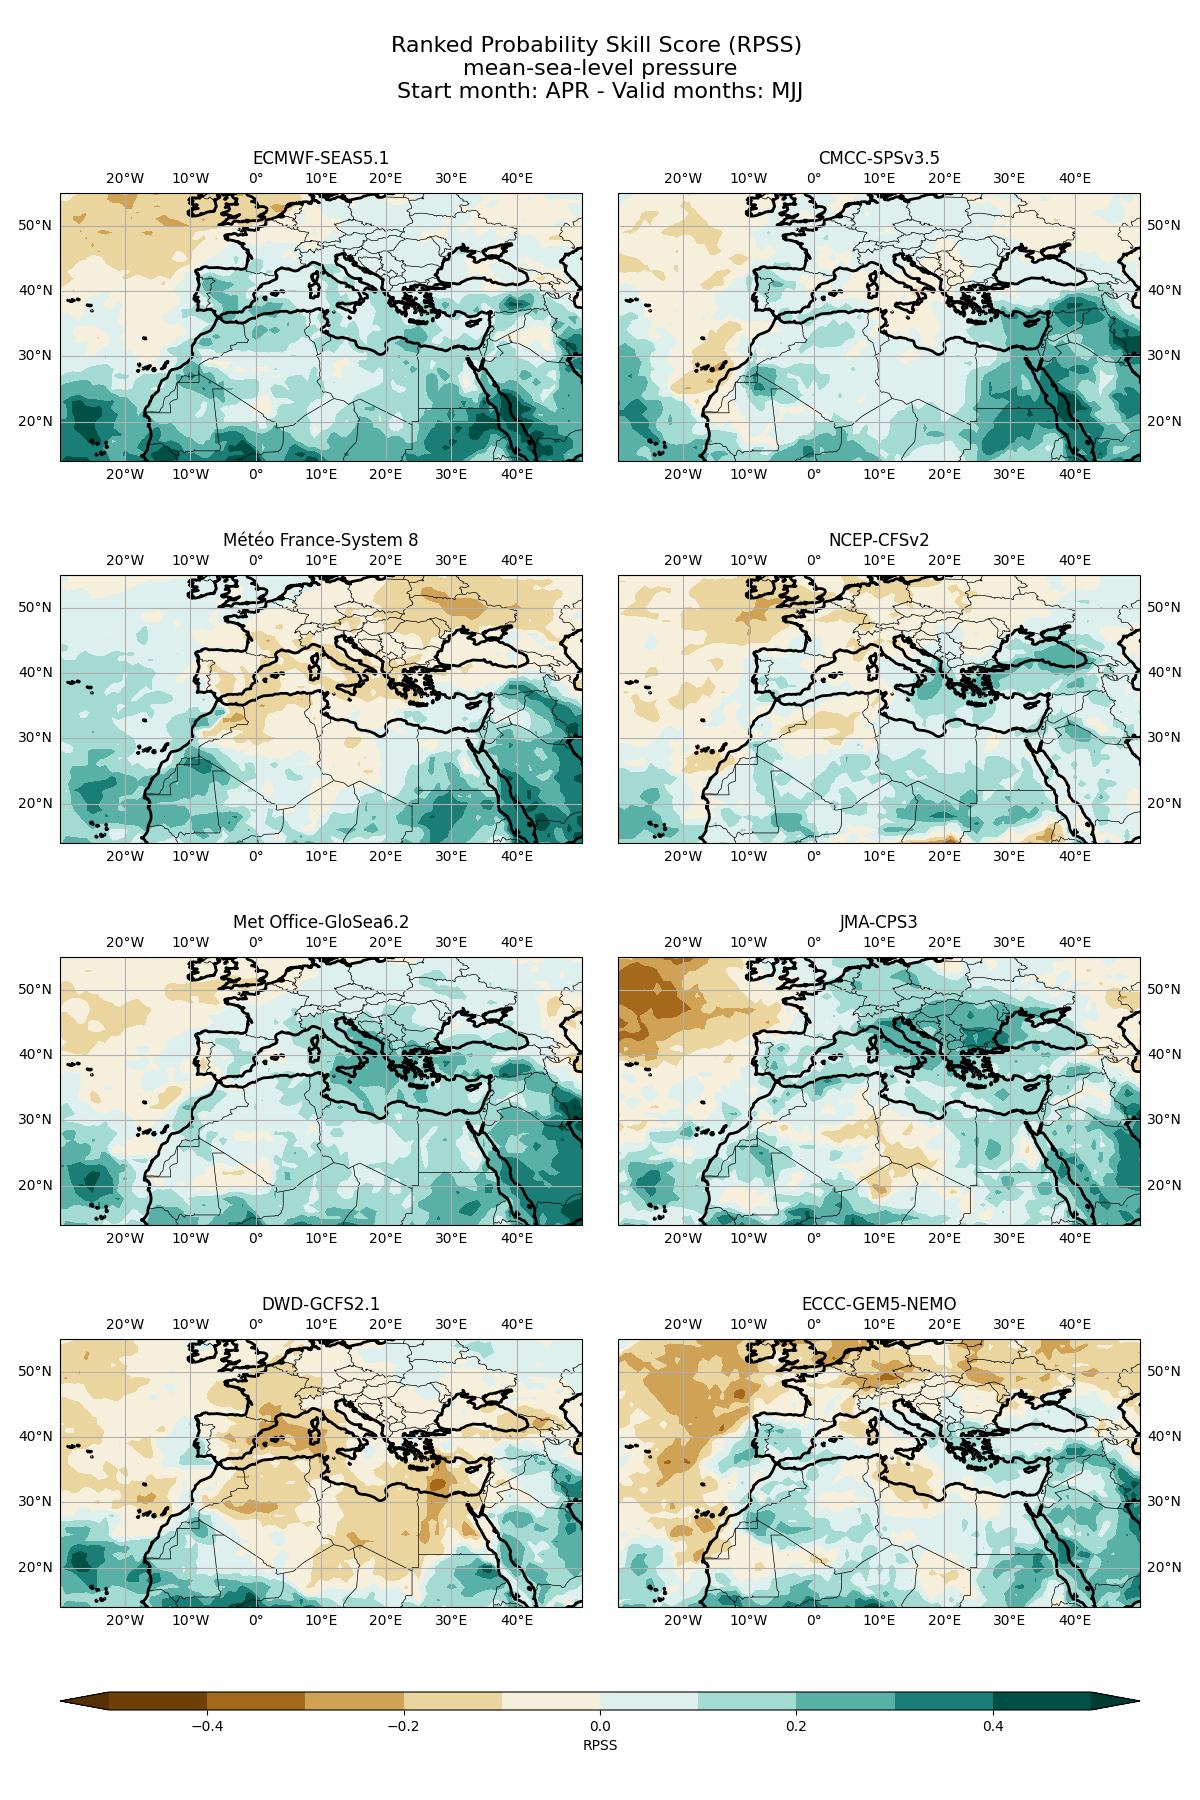 Ranked Probability Skill Score (RPSS)
mean-sea-level pressure
Start month: APR - Valid months: MJJ
ECMWF-SEAS5.1
CMCC-SPSv3.5
20°W 10°W 0° 10°E 20°E 30°E 40°E
20°W 10°W 0° 10°E 20°E 30°E 40°E
50°N
50°N
40°N
40°N
30°N
30°N
20°N
20°N
20°W 10°W 0° 10°E 20°E 30°E 40°E
20°W 10°W 0° 10°E 20°E 30°E 40°E
Météo France-System 8
NCEP-CFSv2
20°W 10°W 0° 10°E 20°E 30°E 40°E
20°W 10°W 0° 10°E 20°E 30°E 40°E
50°N
50°N
40°N
40°N
30°N
30°N
20°N
20°N
20°W 10°W 0° 10°E 20°E 30°E 40°E
20°W 10°W 0° 10°E 20°E 30°E 40°E
Met Office-GloSea6.2
JMA-CPS3
20°W 10°W 0° 10°E 20°E 30°E 40°E
20°W 10°W 0° 10°E 20°E 30°E 40°E
50°N
50°N
40°N
40°N
30°N
30°N
20°N
20°N
20°W 10°W 0° 10°E 20°E 30°E 40°E
20°W 10°W 0° 10°E 20°E 30°E 40°E
DWD-GCFS2.1
ECCC-GEM5-NEMO
20°W 10°W 0° 10°E 20°E 30°E 40°E
20°W 10°W 0° 10°E 20°E 30°E 40°E
50°N
50°N
40°N
40°N
30°N
30°N
20°N
20°N
20°W 10°W 0° 10°E 20°E 30°E 40°E
20°W 10°W 0° 10°E 20°E 30°E 40°E
−0.4 −0.2 0.0 0.2 0.4
RPSS